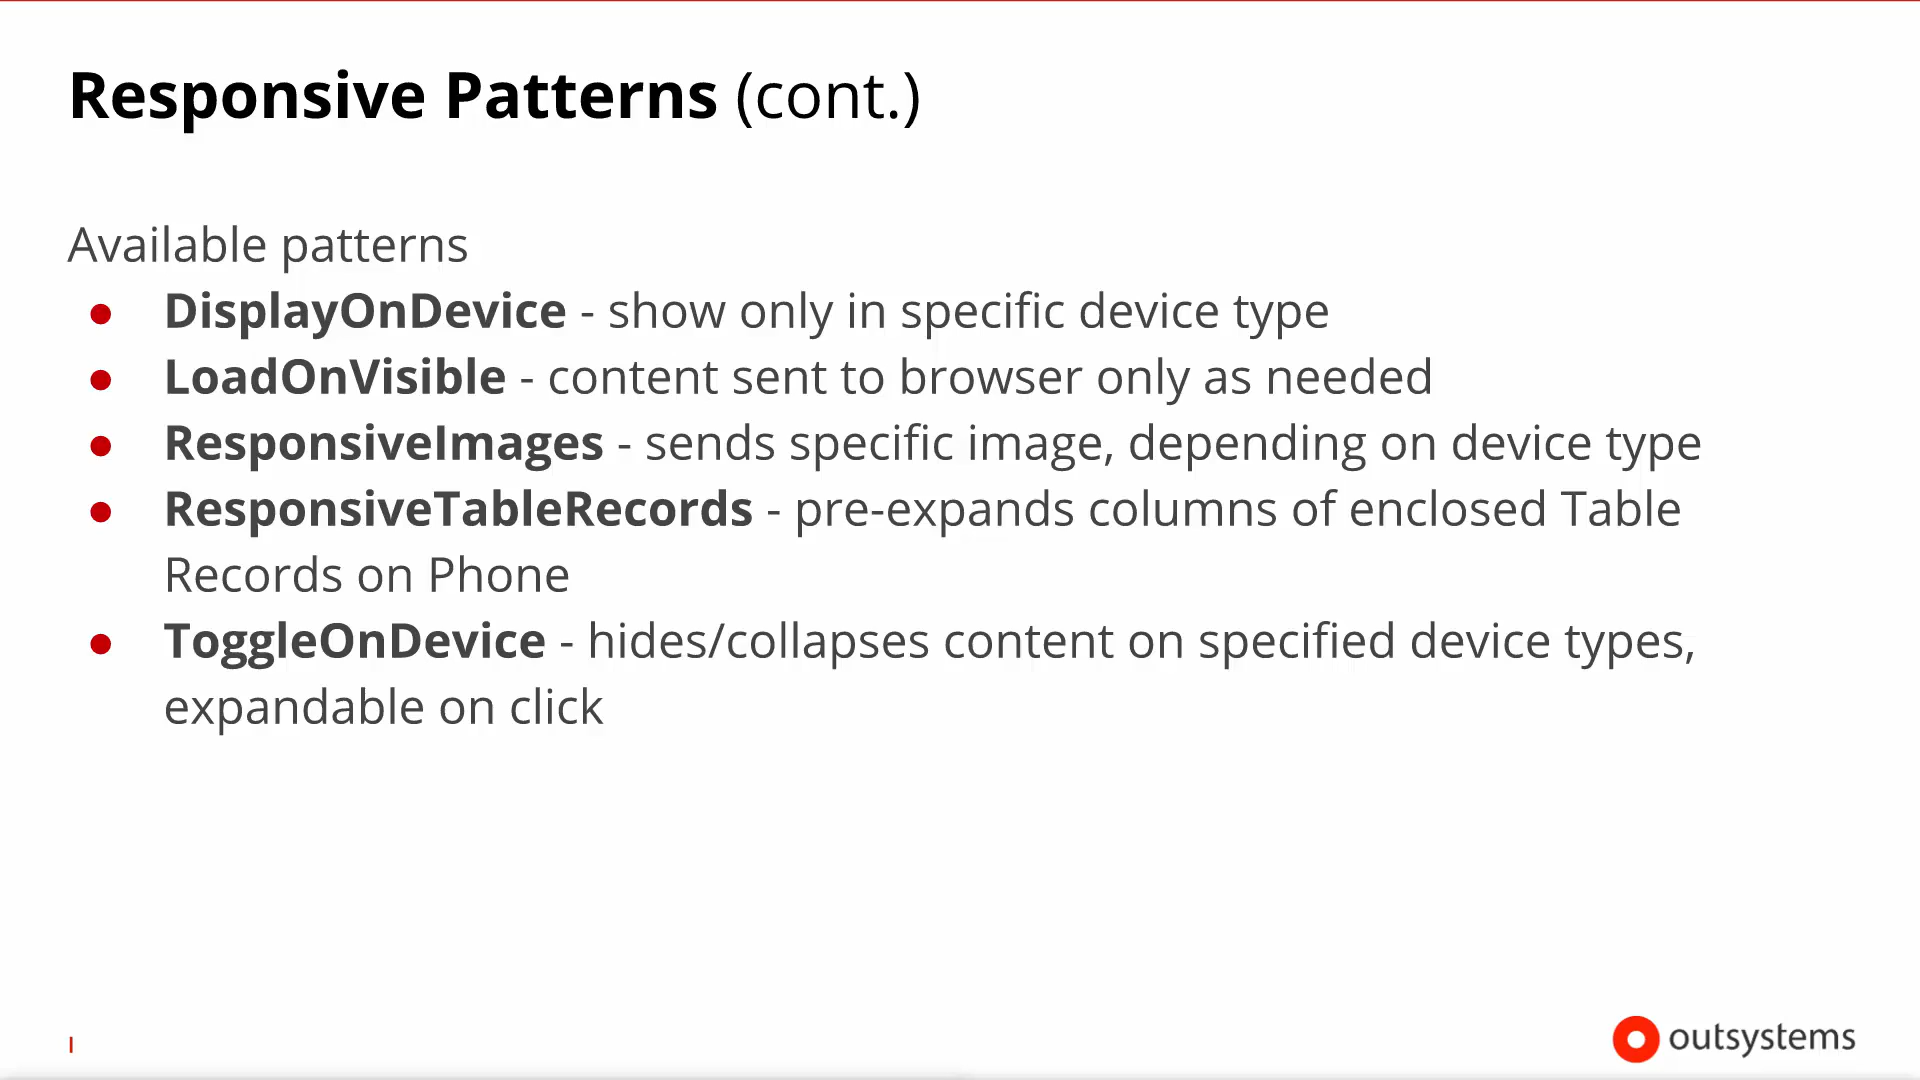 Responsive Patterns (cont.)
Available patterns
● DisplayOnDevice - show only in specific device type
● LoadOnVisible - content sent to browser only as needed
● ResponsiveImages - sends specific image, depending on device type
● ResponsiveTableRecords - pre-expands columns of enclosed Table
Records on Phone
● ToggleOnDevice - hides/collapses content on specified device types,
expandable on click
I
outsystems